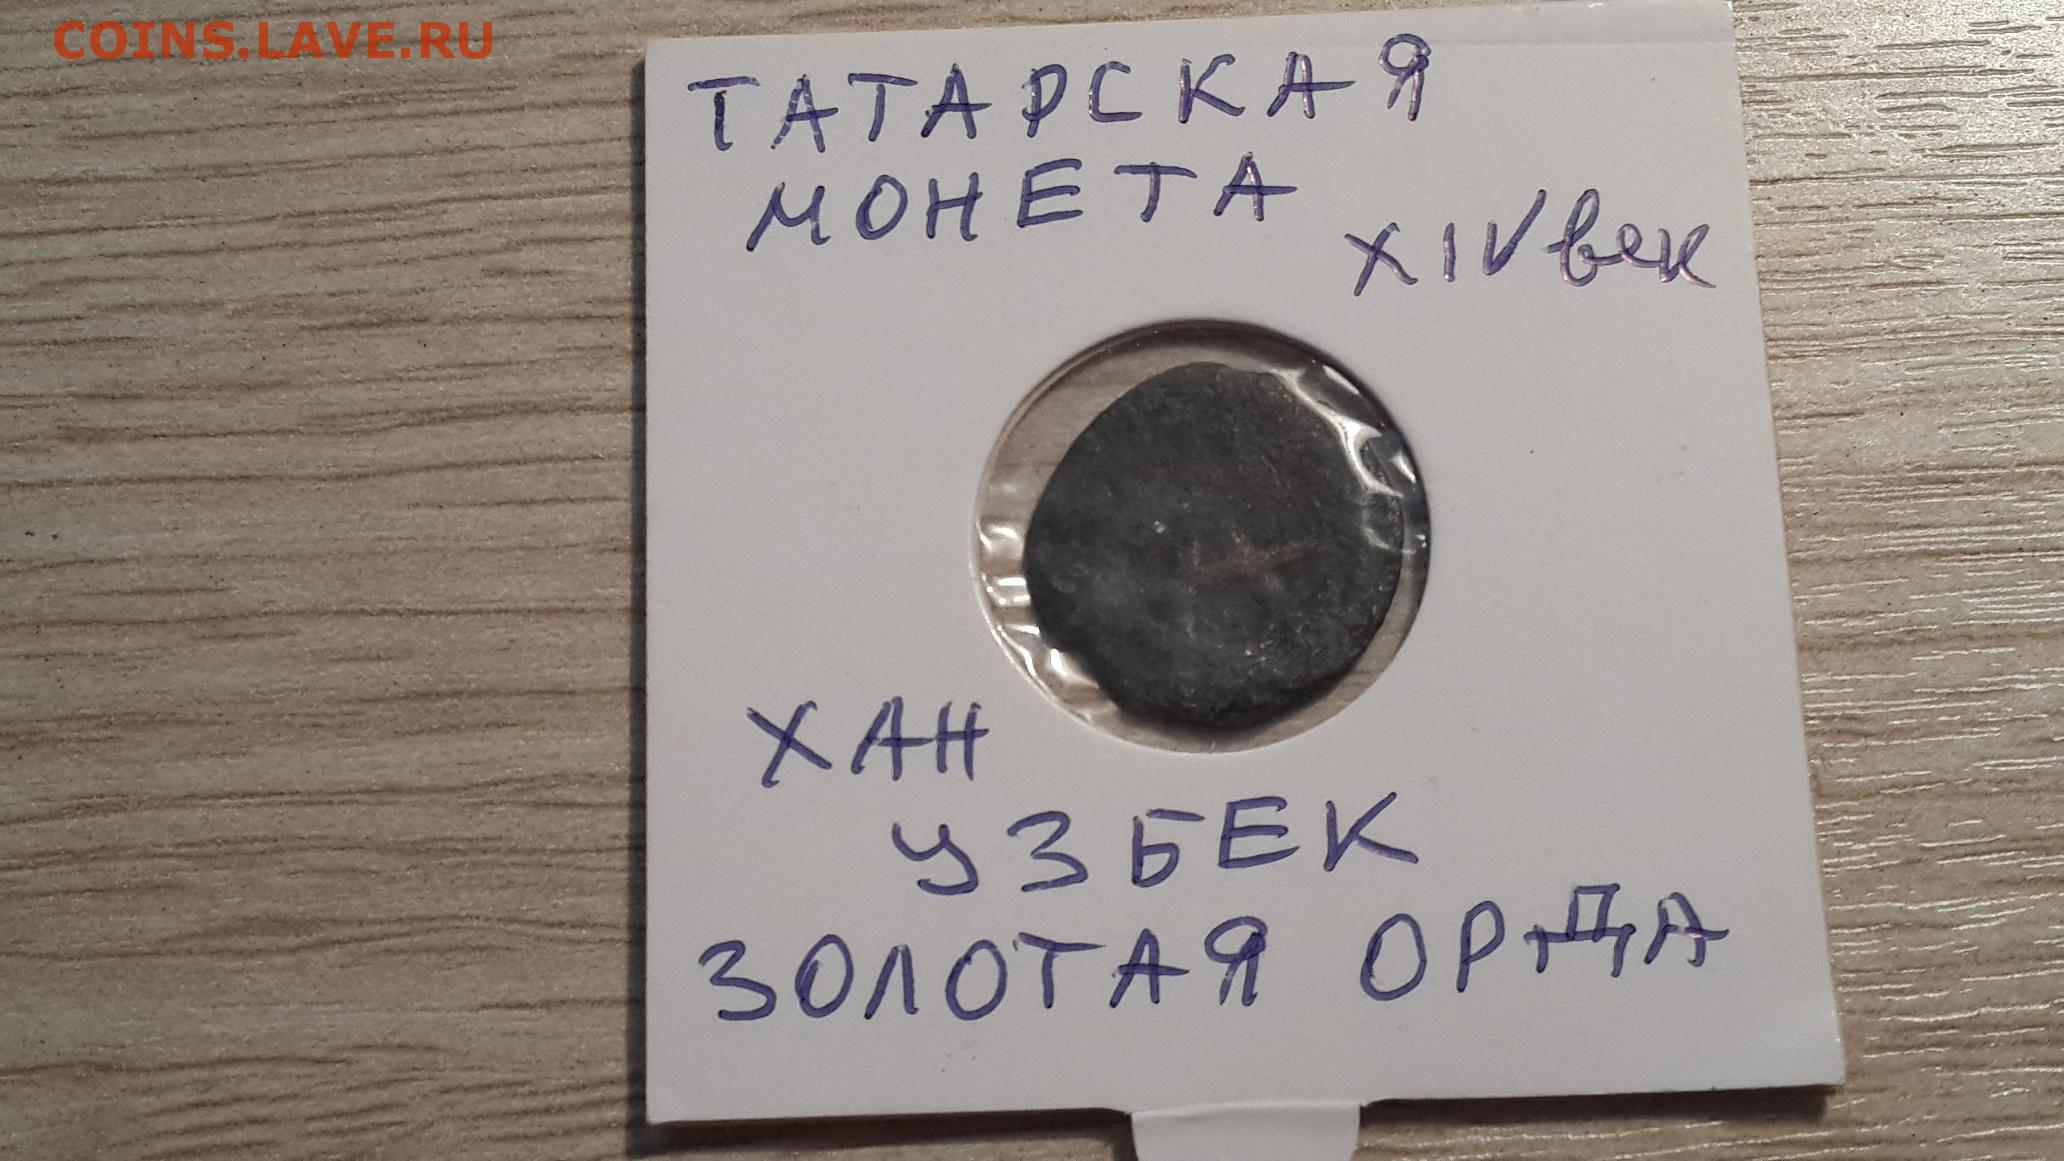 COINS.LAVE.RU
ТАТАРСКАЯ
МОНЕТА
XIV век
ХАН
УЗБЕК
ЗОЛОТАЯ ОРДА